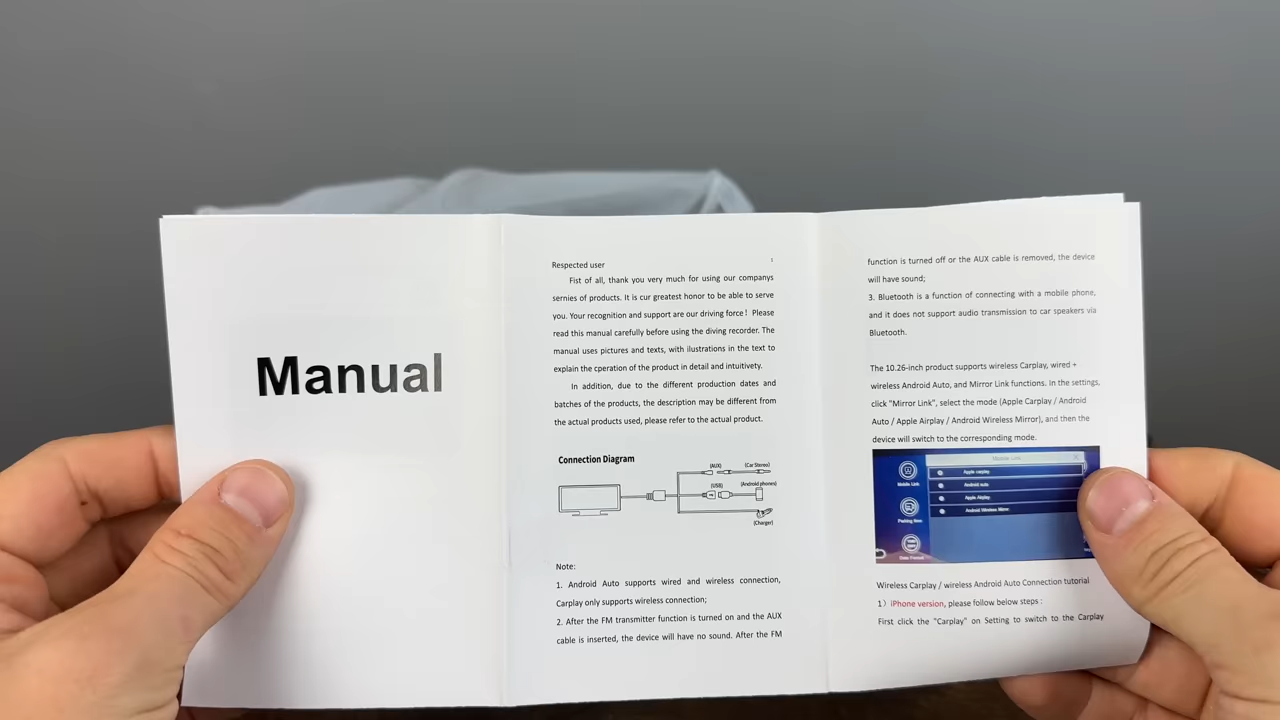 Manual
1
Respected user
Fist of all, thank you very much for using our companys
sernies of products. It is cur greatest honor to be able to serve
you. Your recognition and support are our driving force！ Please
read this manual carefully before using the diving recorder. The
manual uses pictures and texts, with ilustrations in the text to
explain the cperation of the product in detail and intuitivety.
In addition, due to the different production dates and
batches of the products, the description may be different from
the actual products used, please refer to the actual product.
Connection Diagram
(AUX) (Car Stereo)
(USB) (Android phones)
(Charger)
Note:
1. Android Auto supports wired and wireless connection,
Carplay only supports wireless connection;
2. After the FM transmitter function is turned on and the AUX
cable is inserted, the device will have no sound. After the FM
function is turned off or the AUX cable is removed, the device
will have sound;
3. Bluetooth is a function of connecting with a mobile phone,
and it does not support audio transmission to car speakers via
Bluetooth.
The 10.26-inch product supports wireless Carplay, wired +
wireless Android Auto, and Mirror Link functions. In the settings,
click "Mirror Link", select the mode (Apple Carplay / Android
Auto / Apple Airplay / Android Wireless Mirror), and then the
device will switch to the corresponding mode.
Apple carplay
Android auto
Apple Airplay
Android Wireless Mirror
Wireless Carplay / wireless Android Auto Connection tutorial
1）iPhone version, please follow below steps :
First click the "Carplay" on Setting to switch to the Carplay